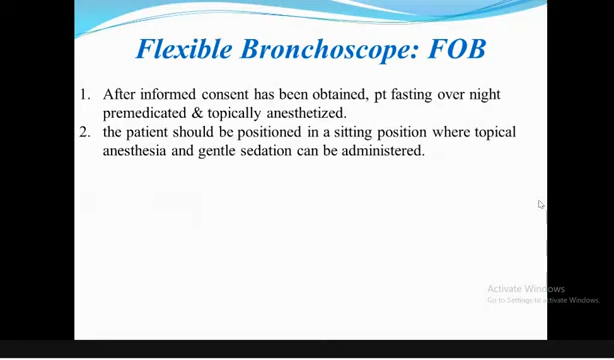 Flexible Bronchoscope: FOB
1. After informed consent has been obtained, pt fasting over night
premedicated & topically anesthetized.
2. the patient should be positioned in a sitting position where topical
anesthesia and gentle sedation can be administered.
Activate Windows
Go to Settings to activate Windows.